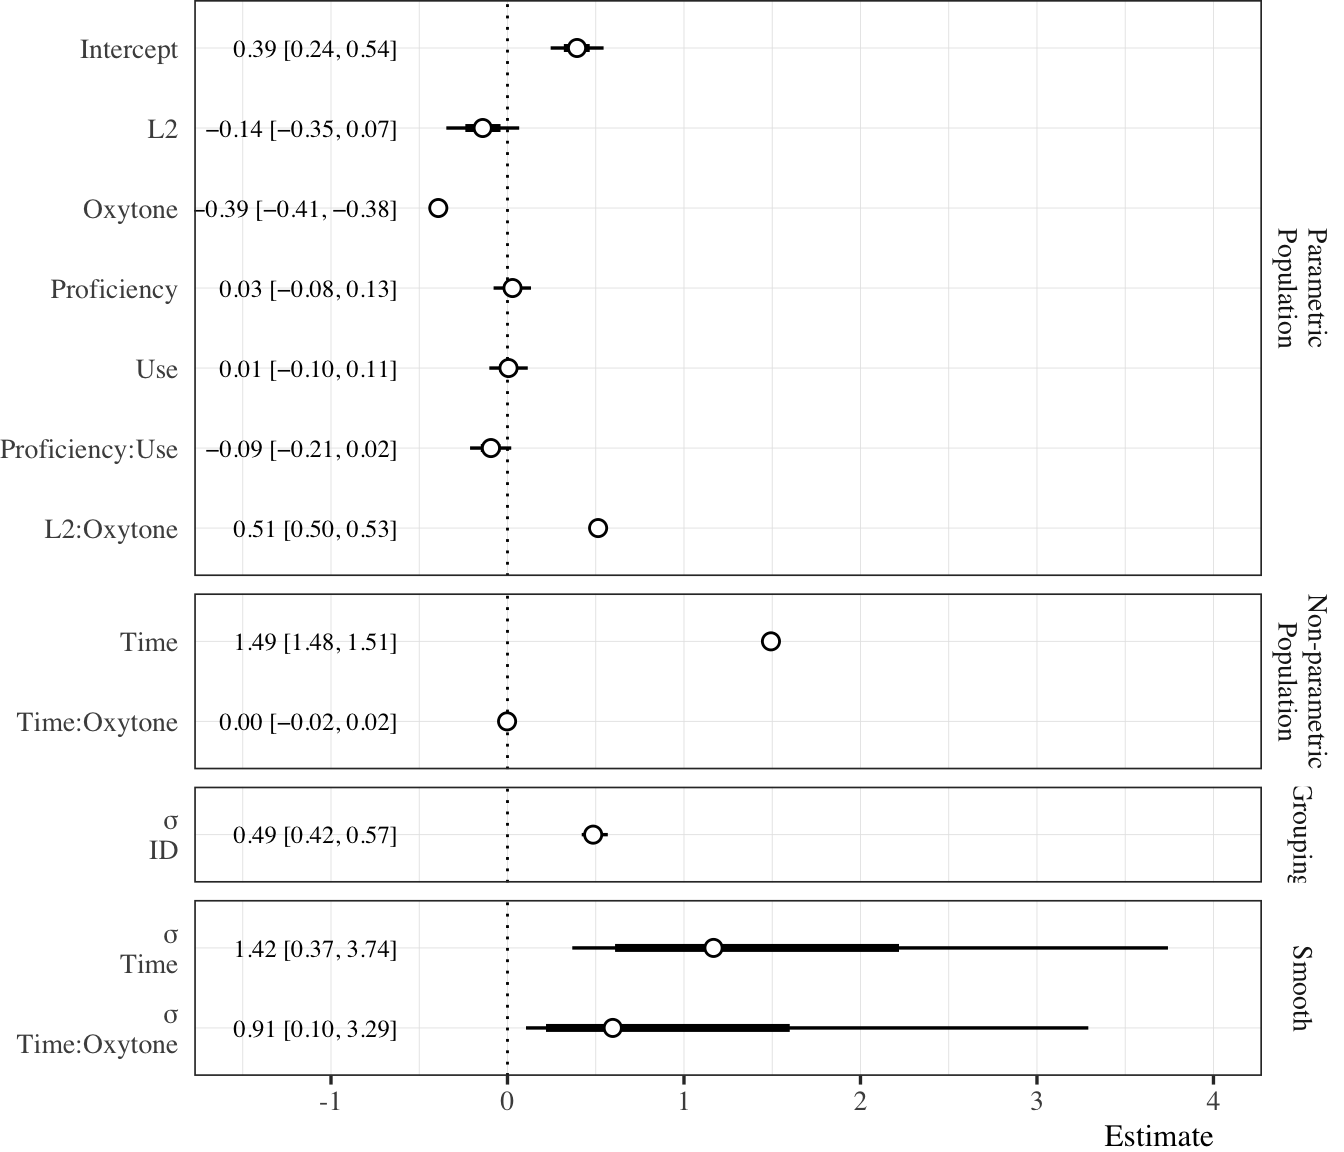 Intercept 0.39 [0.24, 0.54]
L2 −0.14 [−0.35, 0.07]
Oxytone −0.39 [−0.41, −0.38]
Proficiency 0.03 [−0.08, 0.13]
Use 0.01 [−0.10, 0.11]
Proficiency:Use −0.09 [−0.21, 0.02]
L2:Oxytone 0.51 [0.50, 0.53]
Parametric
Population
Time 1.49 [1.48, 1.51]
Time:Oxytone 0.00 [−0.02, 0.02]
Non-parametric
Population
σ
ID 0.49 [0.42, 0.57]
Grouping
σ
Time 1.42 [0.37, 3.74]
σ
Time:Oxytone 0.91 [0.10, 3.29]
Smooth
-1 0 1 2 3 4
Estimate